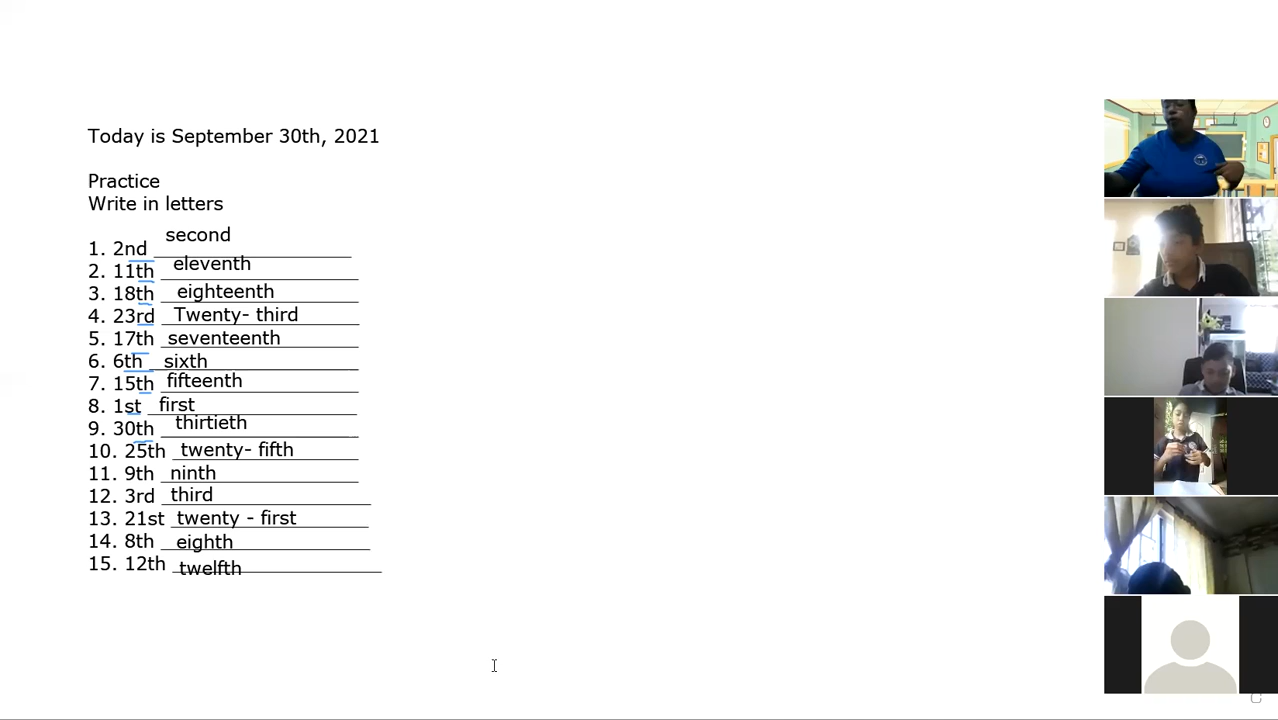 Today is September 30th, 2021
Practice
Write in letters
1. 2nd second
2. 11th eleventh
3. 18th eighteenth
4. 23rd Twenty- third
5. 17th seventeenth
6. 6th sixth
7. 15th fifteenth
8. 1st first
9. 30th thirtieth
10. 25th twenty- fifth
11. 9th ninth
12. 3rd third
13. 21st twenty - first
14. 8th eighth
15. 12th twelfth